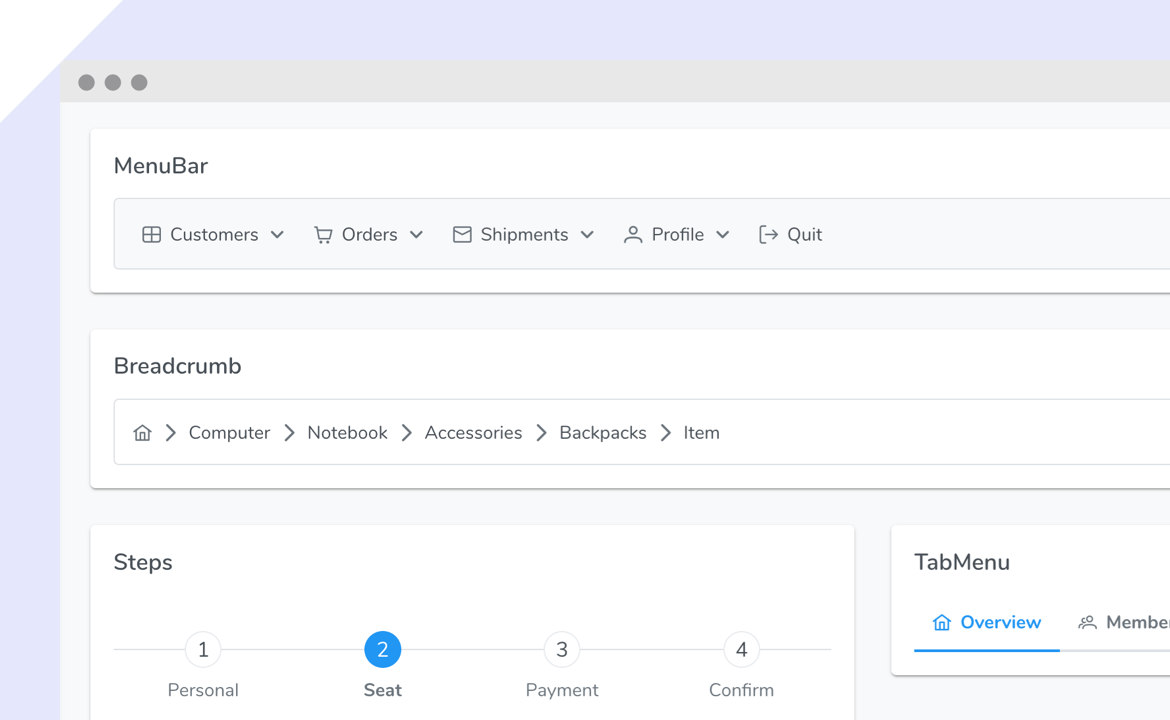 MenuBar
Customers Orders Shipments Profile Quit
Breadcrumb
Computer Notebook Accessories Backpacks Item
Steps
1 2 3 4
Personal Seat Payment Confirm
TabMenu
Overview